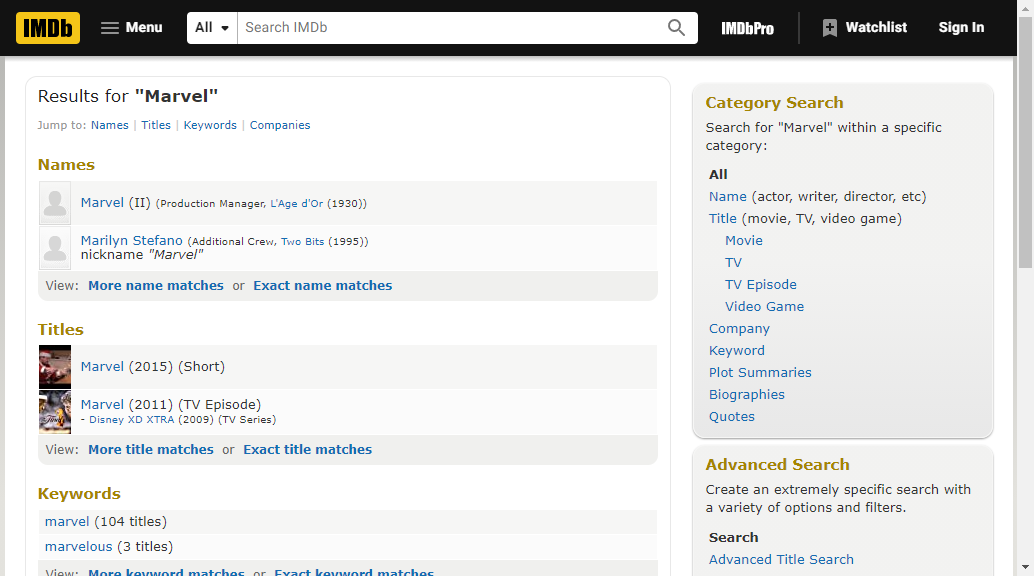 IMDb Menu All Search IMDb IMDbPro Watchlist Sign In
Results for "Marvel"
Jump to: Names | Titles | Keywords | Companies
Names
Marvel (II) (Production Manager, L'Age d'Or (1930))
Marilyn Stefano (Additional Crew, Two Bits (1995))
nickname "Marvel"
View: More name matches or Exact name matches
Titles
Marvel (2015) (Short)
Marvel (2011) (TV Episode)
- Disney XD XTRA (2009) (TV Series)
View: More title matches or Exact title matches
Keywords
marvel (104 titles)
marvelous (3 titles)
View: More keyword matches or Exact keyword matches
Category Search
Search for "Marvel" within a specific
category:
All
Name (actor, writer, director, etc)
Title (movie, TV, video game)
Movie
TV
TV Episode
Video Game
Company
Keyword
Plot Summaries
Biographies
Quotes
Advanced Search
Create an extremely specific search with
a variety of options and filters.
Search
Advanced Title Search